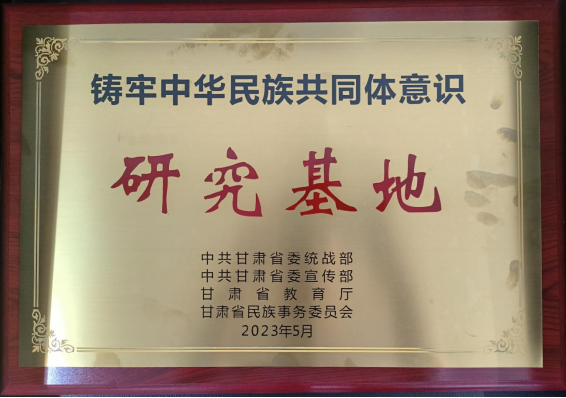 铸牢中华民族共同体意识
研究基地
中共甘肃省委统战部
中共甘肃省委宣传部
甘肃省教育厅
甘肃省民族事务委员会
2023年5月